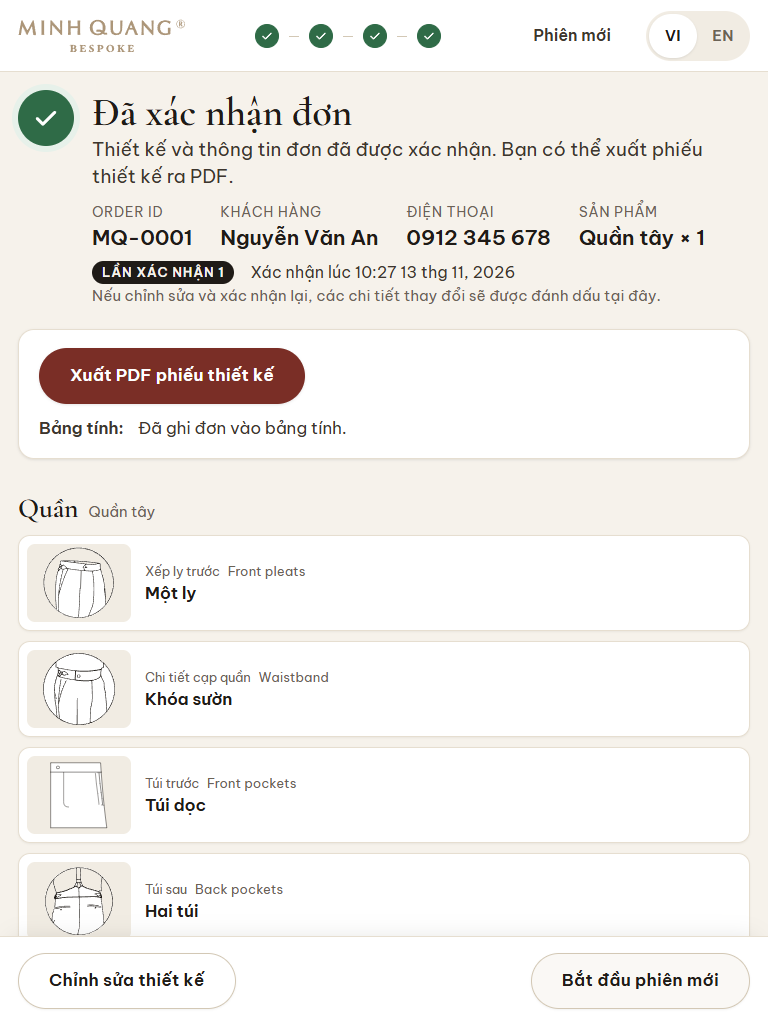 MINH QUANG®
BESPOKE
Phiên mới
VI EN
Đã xác nhận đơn
Thiết kế và thông tin đơn đã được xác nhận. Bạn có thể xuất phiếu
thiết kế ra PDF.
ORDER ID KHÁCH HÀNG ĐIỆN THOẠI SẢN PHẨM
MQ-0001 Nguyễn Văn An 0912 345 678 Quần tây × 1
LẦN XÁC NHẬN 1 Xác nhận lúc 10:27 13 thg 11, 2026
Nếu chỉnh sửa và xác nhận lại, các chi tiết thay đổi sẽ được đánh dấu tại đây.
Xuất PDF phiếu thiết kế
Bảng tính: Đã ghi đơn vào bảng tính.
Quần Quần tây
Xếp ly trước Front pleats
Một ly
Chi tiết cạp quần Waistband
Khóa sườn
Túi trước Front pockets
Túi dọc
Túi sau Back pockets
Hai túi
Chỉnh sửa thiết kế
Bắt đầu phiên mới